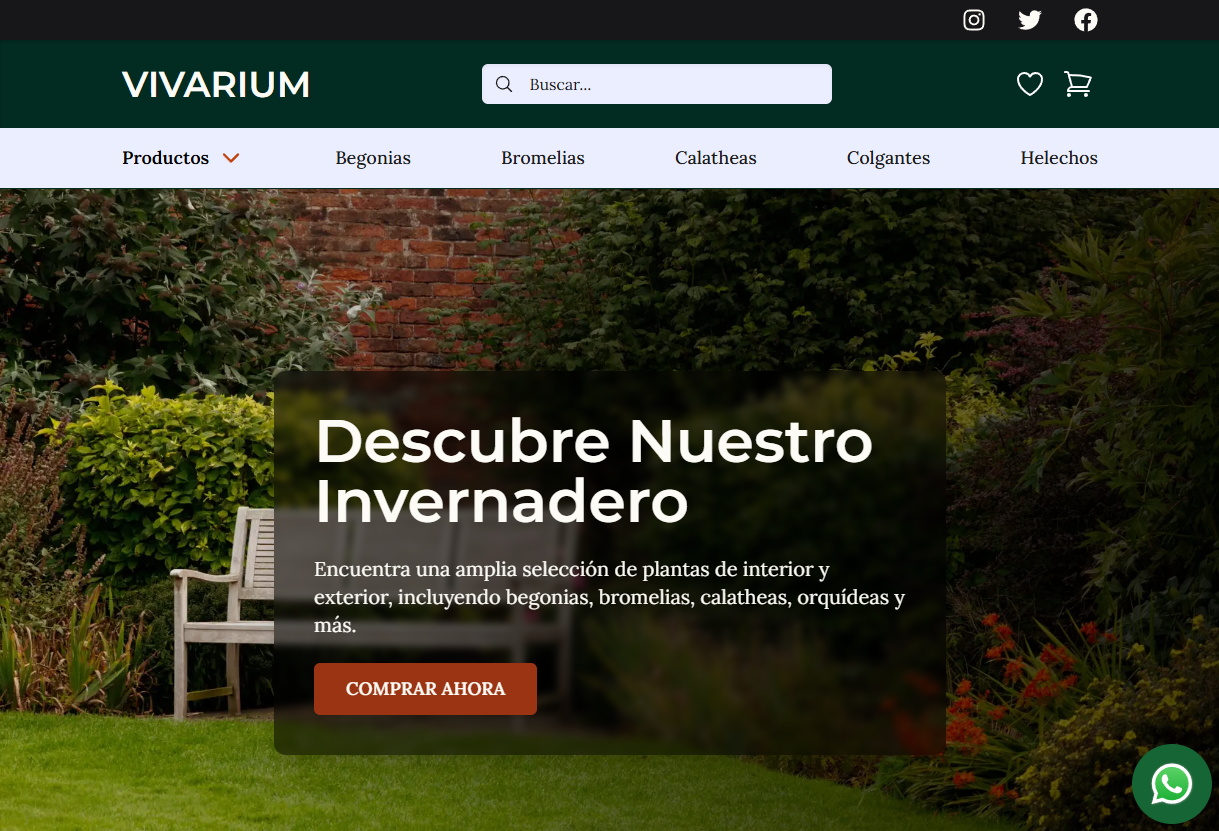 VIVARIUM
Buscar...
Productos
Begonias
Bromelias
Calatheas
Colgantes
Helechos
Descubre Nuestro
Invernadero
Encuentra una amplia selección de plantas de interior y
exterior, incluyendo begonias, bromelias, calatheas, orquídeas y
más.
COMPRAR AHORA